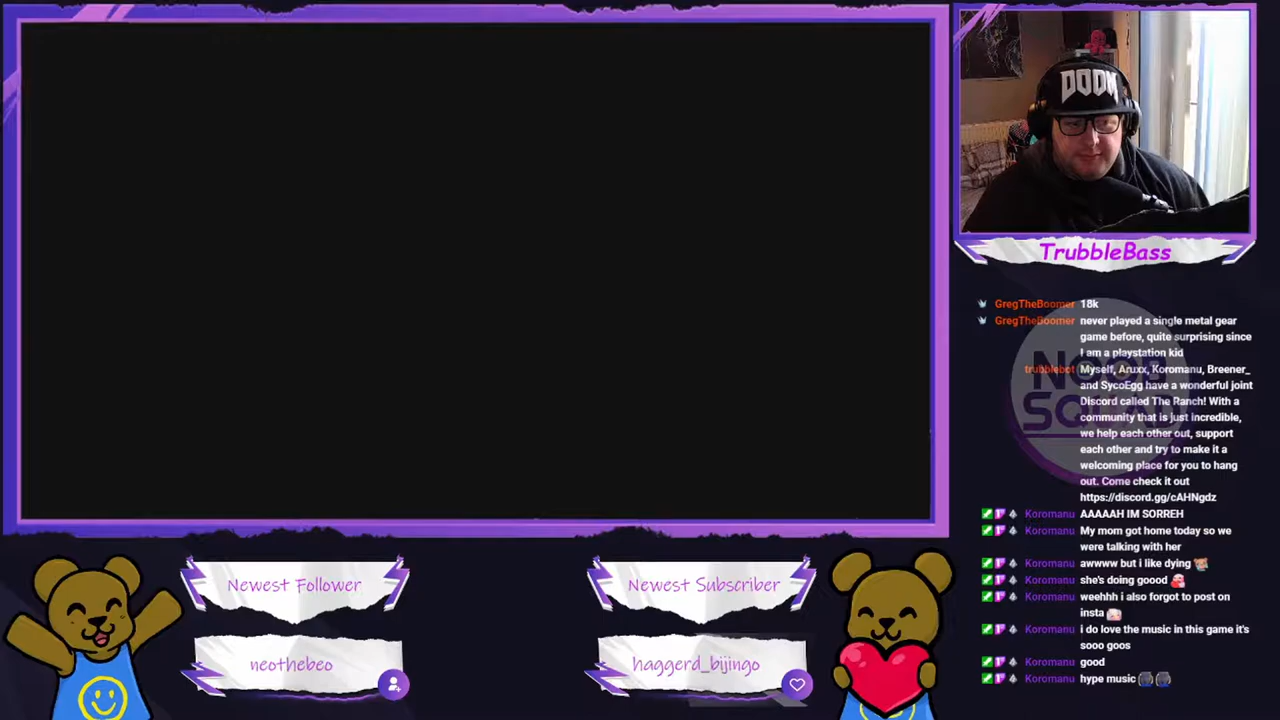 DOOM
TrubbleBass
GregTheBoomer 18k
GregTheBoomer never played a single metal gear
game before, quite surprising since
I am a playstation kid
trubblebot Myself, Aruxx, Koromanu, Breener_
and SycoEgg have a wonderful joint
Discord called The Ranch! With a
community that is just incredible,
we help each other out, support
each other and try to make it a
welcoming place for you to hang
out. Come check it out
https://discord.gg/cAHNgdz
Koromanu AAAAAH IM SORREH
Koromanu My mom got home today so we
were talking with her
Koromanu awwww but i like dying
Koromanu she's doing goood
Koromanu weehhh i also forgot to post on
insta
Koromanu i do love the music in this game it's
sooo goos
Koromanu good
Koromanu hype music
NOOB
SQUAD
Newest Follower
neothebeo
Newest Subscriber
haggerd_bijingo